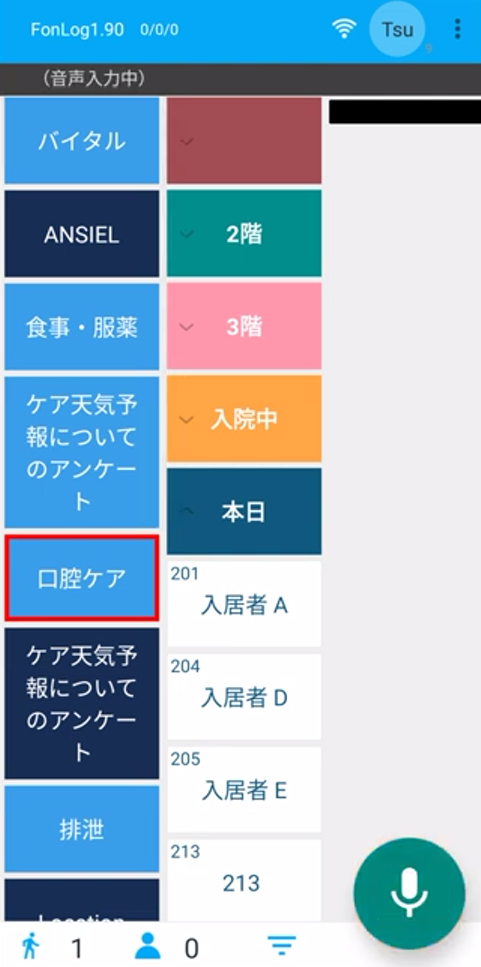 FonLog1.90 0/0/0 Tsu 9
（音声入力中）
バイタル
ANSIEL
食事・服薬
ケア天気予
報について
のアンケー
ト
口腔ケア
ケア天気予
報について
のアンケー
ト
排泄
Location
2階
3階
入院中
本日
201
入居者 A
204
入居者 D
205
入居者 E
213
213
1 0